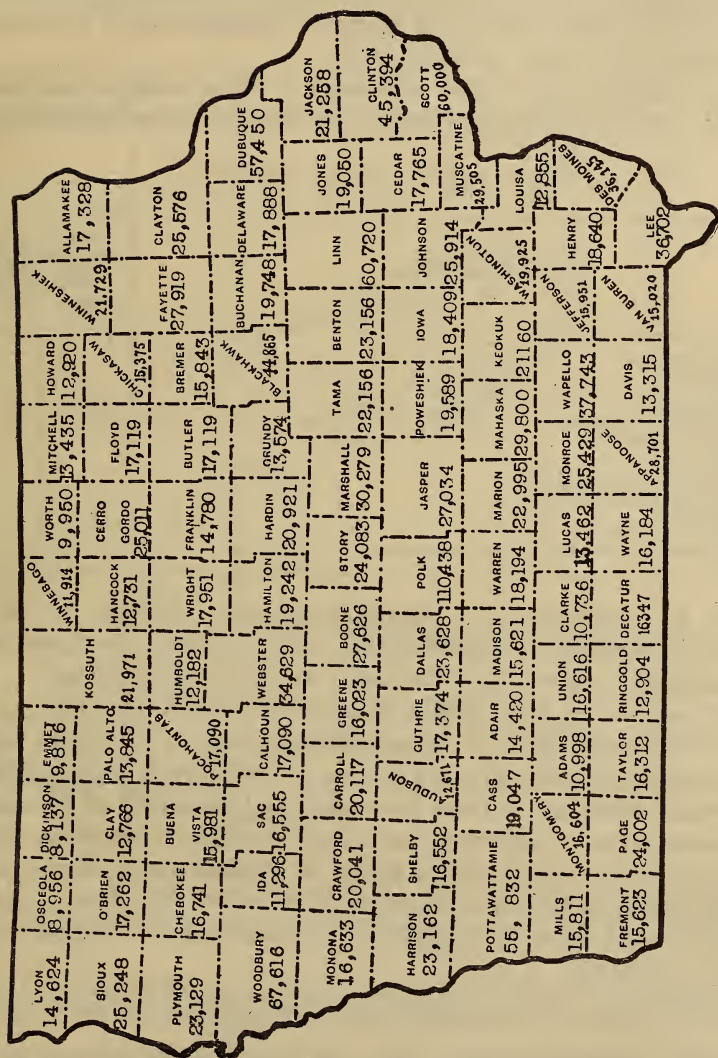 LYON
14,624
OSCEOLA
8,956
DICKINSON
8,137
EMMET
9,816
KOSSUTH
21,971
WINNEBAGO
11,914
WORTH
9,950
MITCHELL
13,435
HOWARD
12,920
WINNESHIEK
21,729
ALLAMAKEE
17,328
SIOUX
25,248
O'BRIEN
17,262
CLAY
12,766
PALO ALTO
13,845
HANCOCK
12,731
CERRO
GORDO
25,011
FLOYD
17,119
CHICKASAW
15,375
FAYETTE
27,919
CLAYTON
25,576
PLYMOUTH
23,129
CHEROKEE
16,741
BUENA
VISTA
15,981
POCAHONTAS
17,090
HUMBOLDT
12,182
WRIGHT
17,951
FRANKLIN
14,780
BUTLER
17,119
BREMER
15,843
WOODBURY
67,616
IDA
11,296
SAC
16,555
CALHOUN
17,090
WEBSTER
34,629
HAMILTON
19,242
HARDIN
20,921
GRUNDY
13,574
BLACKHAWK
44,865
BUCHANAN
19,748
DELAWARE
17,888
DUBUQUE
57,450
MONONA
16,633
CRAWFORD
20,041
CARROLL
20,117
GREENE
16,023
BOONE
27,626
STORY
24,083
MARSHALL
30,279
TAMA
22,156
BENTON
23,156
LINN
60,720
JONES
19,050
JACKSON
21,258
CLINTON
45,394
HARRISON
23,162
SHELBY
16,552
AUDUBON
GUTHRIE
17,374
DALLAS
23,628
POLK
110,438
JASPER
27,034
POWESHIEK
19,589
IOWA
18,409
JOHNSON
25,914
CEDAR
17,765
SCOTT
60,000
MUSCATINE
29,505
POTTAWATTAMIE
55, 832
CASS
19,047
ADAIR
14,420
MADISON
15,621
WARREN
18,194
MARION
22,995
MAHASKA
29,800
KEOKUK
21160
WASHINGTON
19,925
LOUISA
12,855
MILLS
15,811
MONTGOMERY
16,604
ADAMS
10,998
UNION
16,616
CLARKE
10,736
LUCAS
13,462
MONROE
25,429
WAPELLO
37,743
JEFFERSON
15,951
HENRY
18,640
DES MOINES
FREMONT
15,623
PAGE
24,002
TAYLOR
16,312
RINGGOLD
12,904
DECATUR
16347
WAYNE
16,184
APPANOOSE
28,701
DAVIS
13,315
VAN BUREN
15,020
LEE
36,702